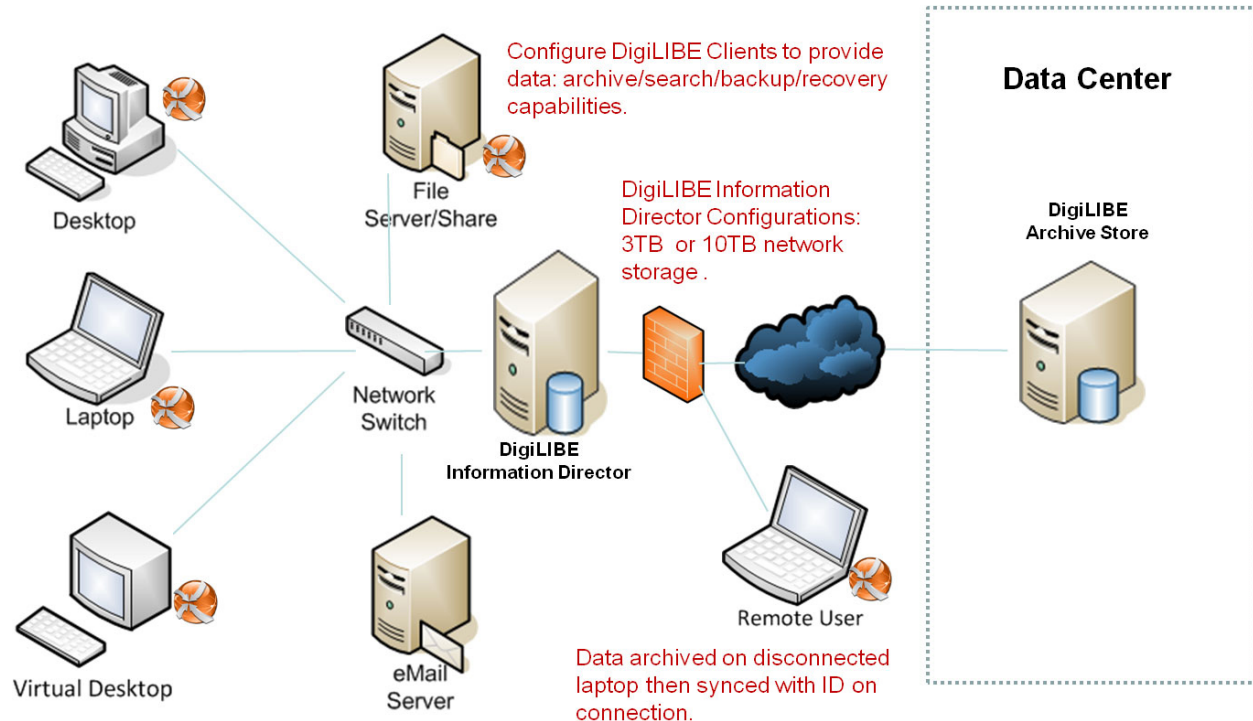 Configure DigiLIBE Clients to provide
data: archive/search/backup/recovery
capabilities.
Data Center
Desktop
File
Server/Share
DigiLIBE Information
Director Configurations:
3TB or 10TB network
storage .
DigiLIBE
Archive Store
Laptop
Network
Switch
DigiLIBE
Information Director
Virtual Desktop
eMail
Server
Remote User
Data archived on disconnected
laptop then synced with ID on
connection.